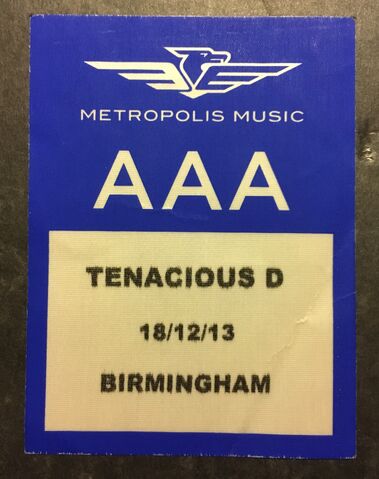 METROPOLIS MUSIC
AAA
TENACIOUS D
18/12/13
BIRMINGHAM